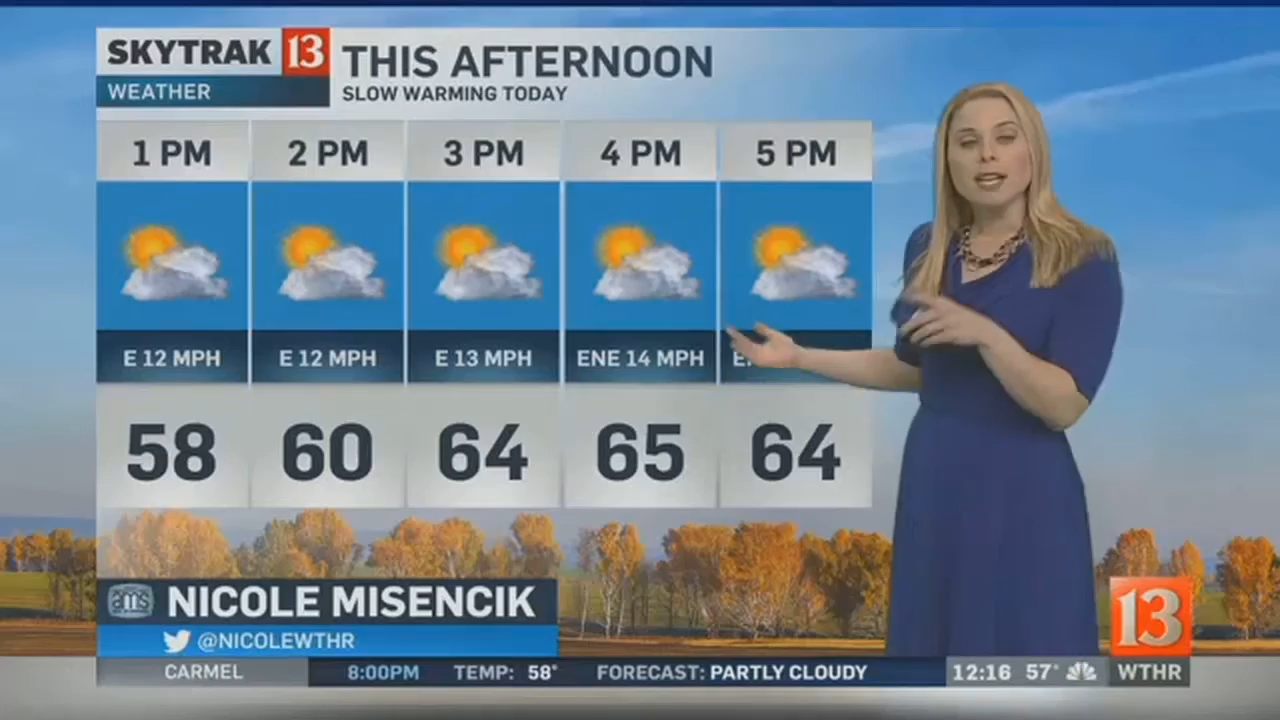 SKYTRAK 13
WEATHER
THIS AFTERNOON
SLOW WARMING TODAY
1 PM 2 PM 3 PM 4 PM 5 PM
E 12 MPH E 12 MPH E 13 MPH ENE 14 MPH
58 60 64 65 64
ams NICOLE MISENCIK
@NICOLEWTHR
13
CARMEL 8:00PM TEMP: 58° FORECAST: PARTLY CLOUDY 12:16 57° WTHR